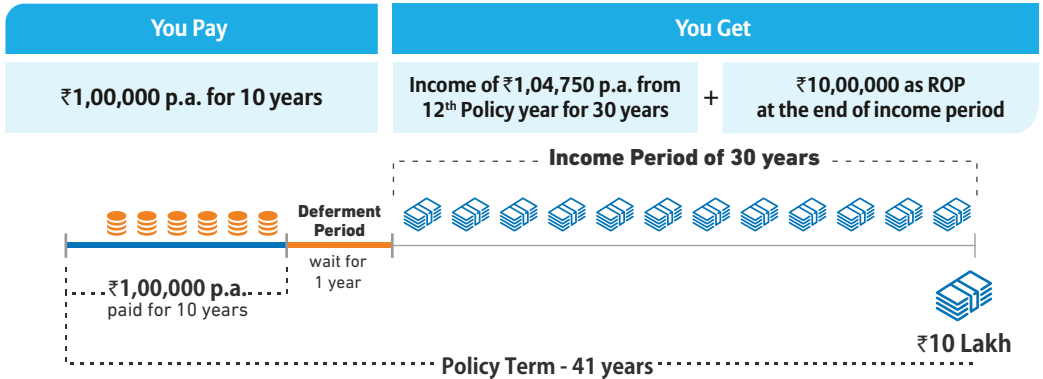 You Pay
You Get
₹1,00,000 p.a. for 10 years
Income of ₹1,04,750 p.a. from
12th Policy year for 30 years
+
₹10,00,000 as ROP
at the end of income period
Income Period of 30 years
Deferment
Period
wait for
1 year
₹1,00,000 p.a.
paid for 10 years
₹10 Lakh
Policy Term - 41 years